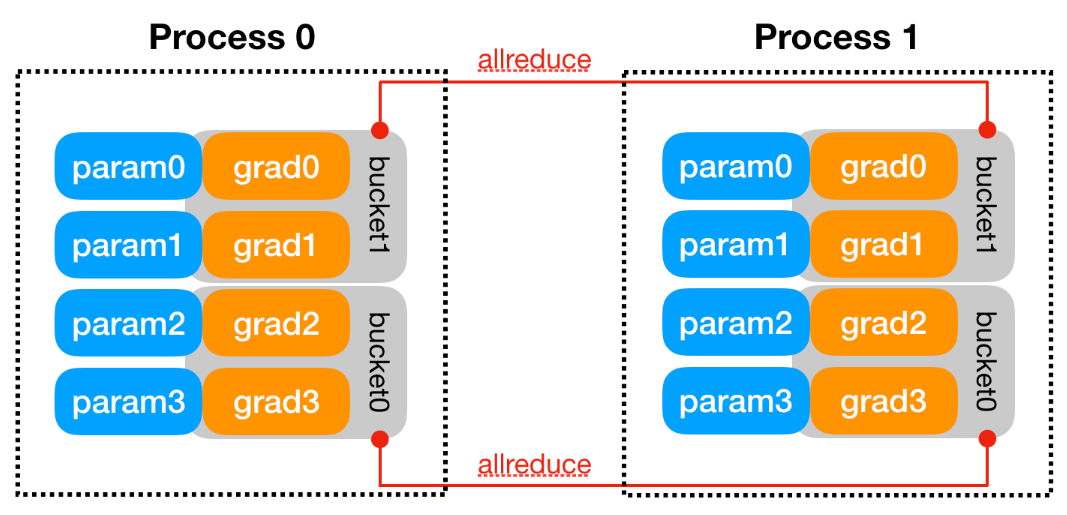 Process 0
Process 1
allreduce
param0 grad0
param1 grad1
bucket1
param2 grad2
param3 grad3
bucket0
param0 grad0
param1 grad1
bucket1
param2 grad2
param3 grad3
bucket0
allreduce